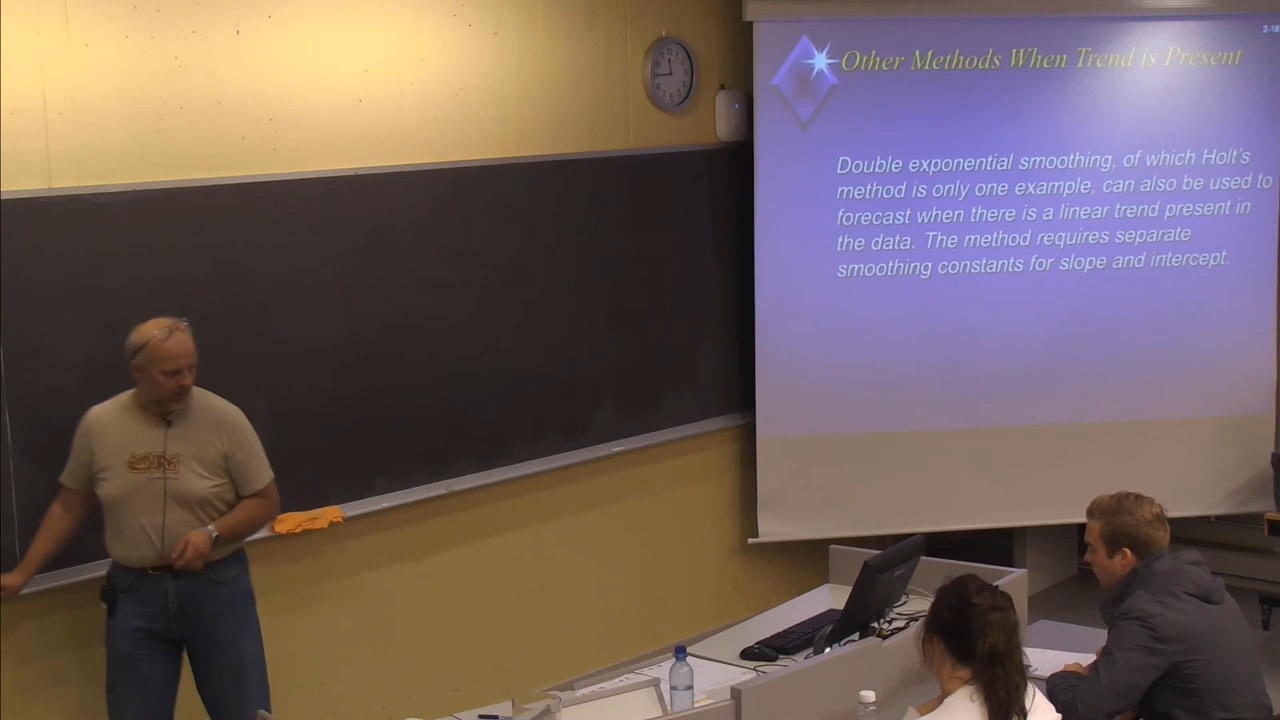 Other Methods When Trend is Present
Double exponential smoothing, of which Holt's
method is only one example, can also be used to
forecast when there is a linear trend present in
the data. The method requires separate
smoothing constants for slope and intercept.